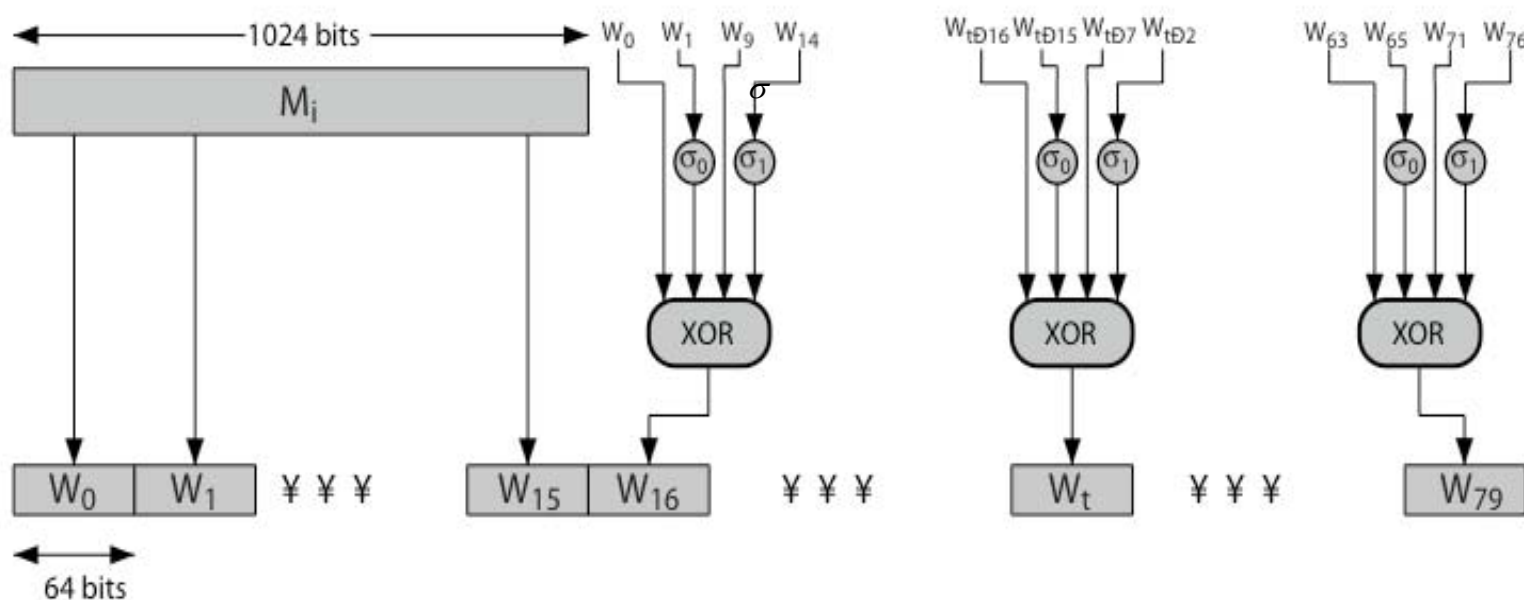 1024 bits
W0 W1 W9 W14
WtÐ16 WtÐ15 WtÐ7 WtÐ2
W63 W65 W71 W76
Mi
σ
σ0 σ1
σ0 σ1
σ0 σ1
XOR
XOR
XOR
W0 W1 ¥ ¥ ¥ W15 W16 ¥ ¥ ¥ Wt ¥ ¥ ¥ W79
64 bits